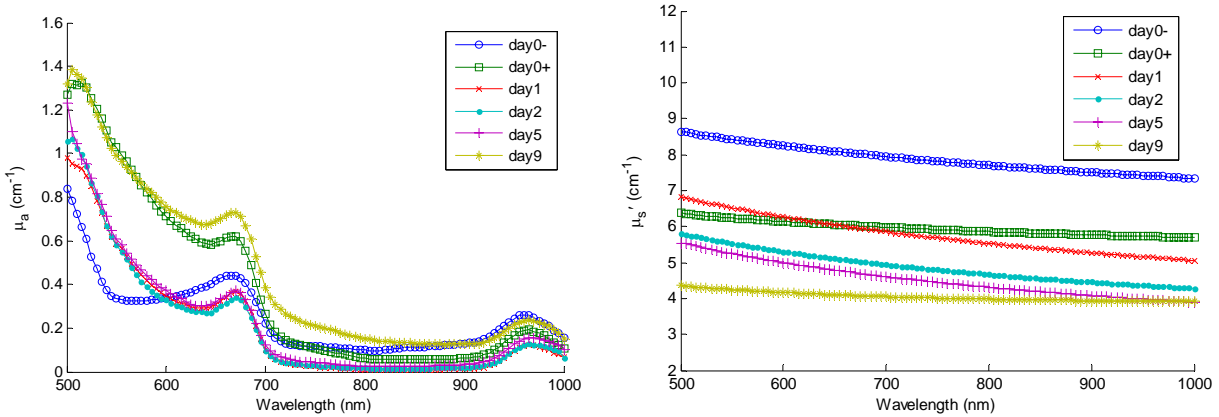 1.6
1.4
1.2
1
0.8
0.6
0.4
0.2
0
500
600
700
800
900
1000
Wavelength (nm)
μa (cm-1)
day0-
day0+
day1
day2
day5
day9
12
11
10
9
8
7
6
5
4
3
2
500
600
700
800
900
1000
Wavelength (nm)
μs' (cm-1)
day0-
day0+
day1
day2
day5
day9